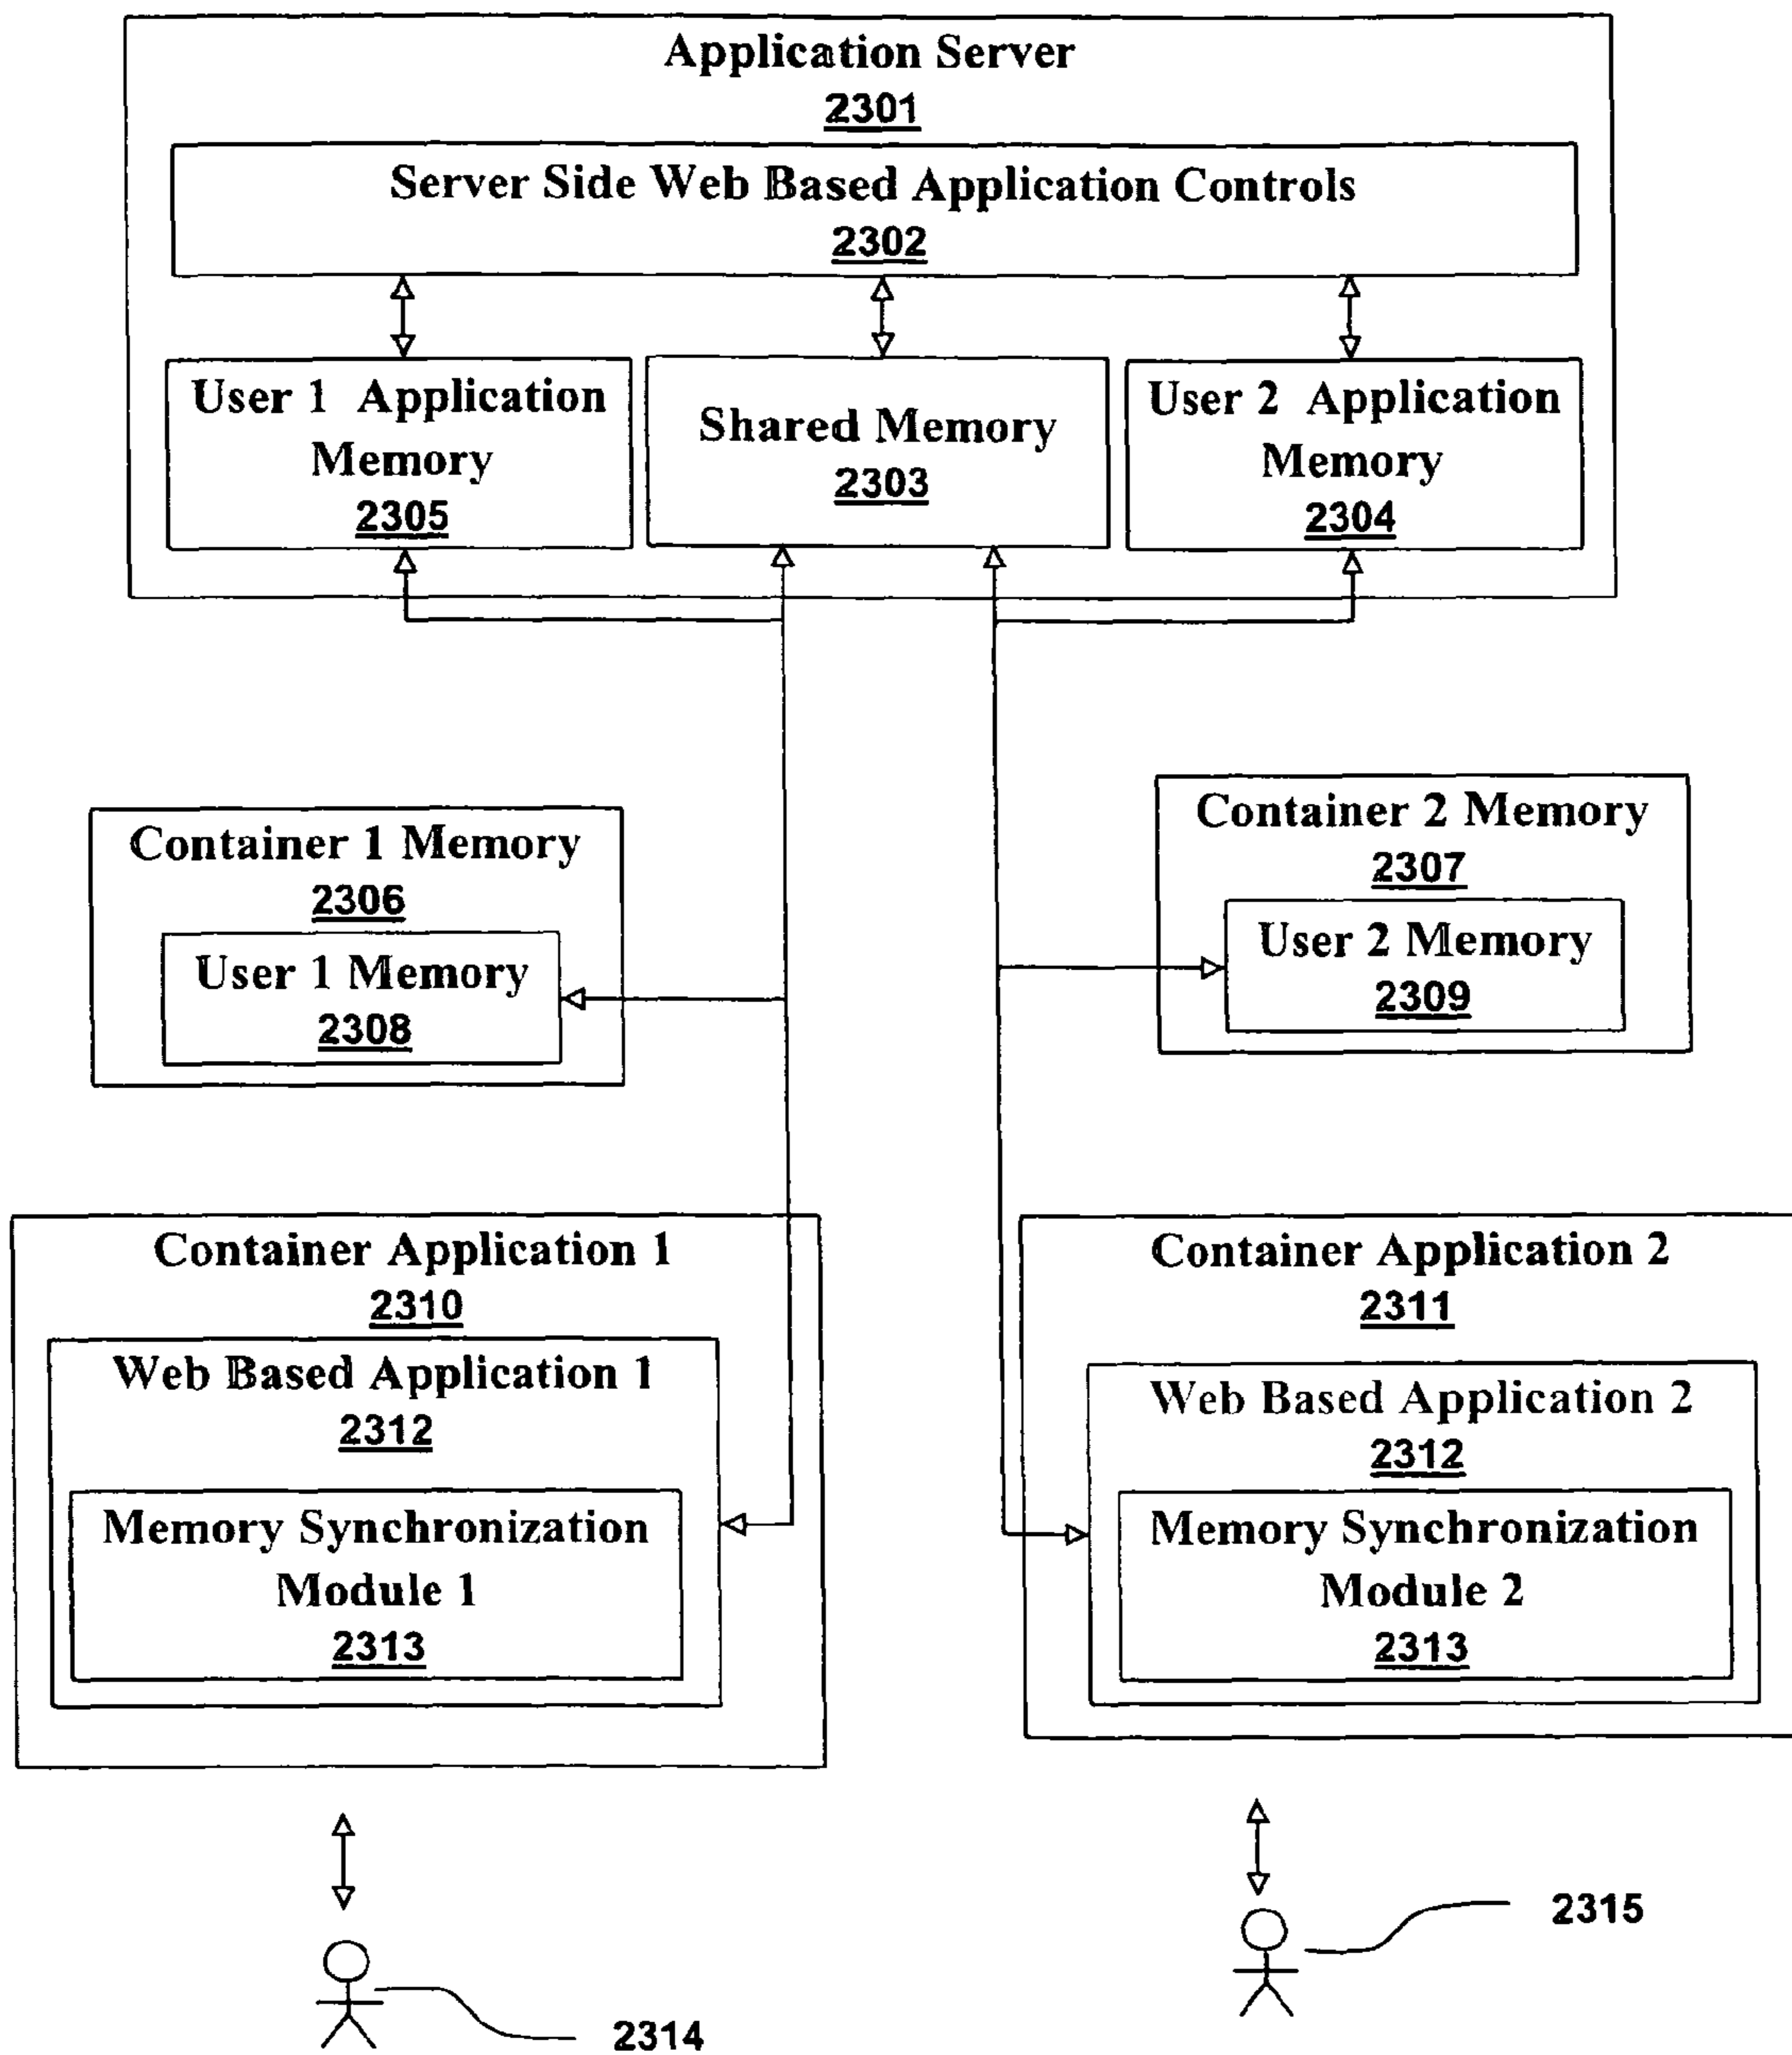 Application Server
2301
Server Side Web Based Application Controls
2302
User 1 Application
Memory
2305
Shared Memory
2303
User 2 Application
Memory
2304
Container 1 Memory
2306
User 1 Memory
2308
Container 2 Memory
2307
User 2 Memory
2309
Container Application 1
2310
Web Based Application 1
2312
Memory Synchronization
Module 1
2313
Container Application 2
2311
Web Based Application 2
2312
Memory Synchronization
Module 2
2313
2314
2315